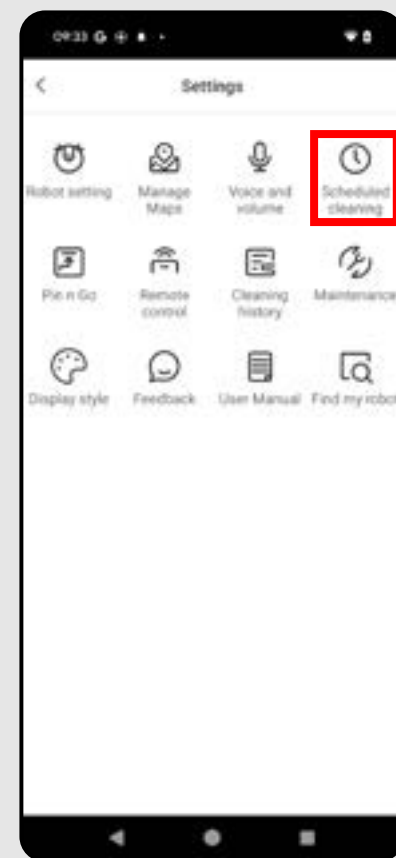 09:33 G
Settings
Robot setting
Manage
Maps
Voice and
volume
Scheduled
cleaning
Pin n Go
Remote
control
Cleaning
history
Maintenance
Display style
Feedback
User Manual
Find my robot